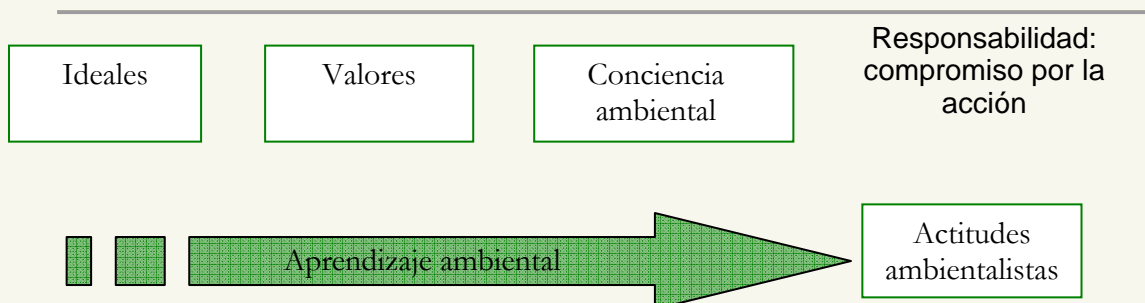 Ideales
Valores
Conciencia
ambiental
Responsabilidad:
compromiso por la
acción
Aprendizaje ambiental
Actitudes
ambientalistas